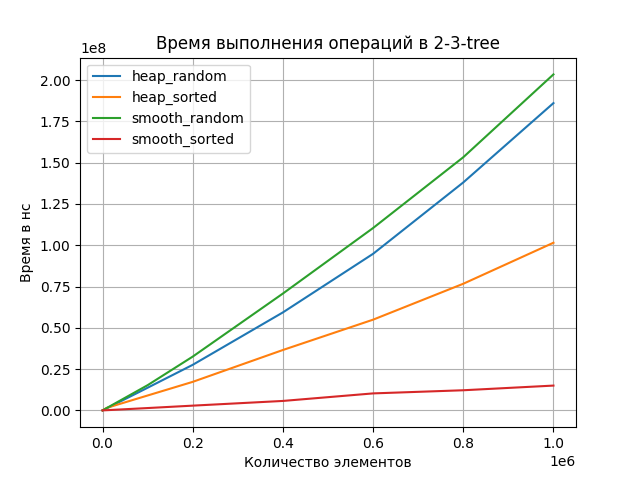 Время выполнения операций в 2-3-tree
1e8
heap_random
heap_sorted
smooth_random
smooth_sorted
2.00
1.75
1.50
1.25
1.00
0.75
0.50
0.25
0.00
Время в нс
0.0 0.2 0.4 0.6 0.8 1.0
Количество элементов
1e6